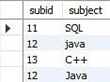 subid subject
11 SQL
12 java
13 C++
12 Java